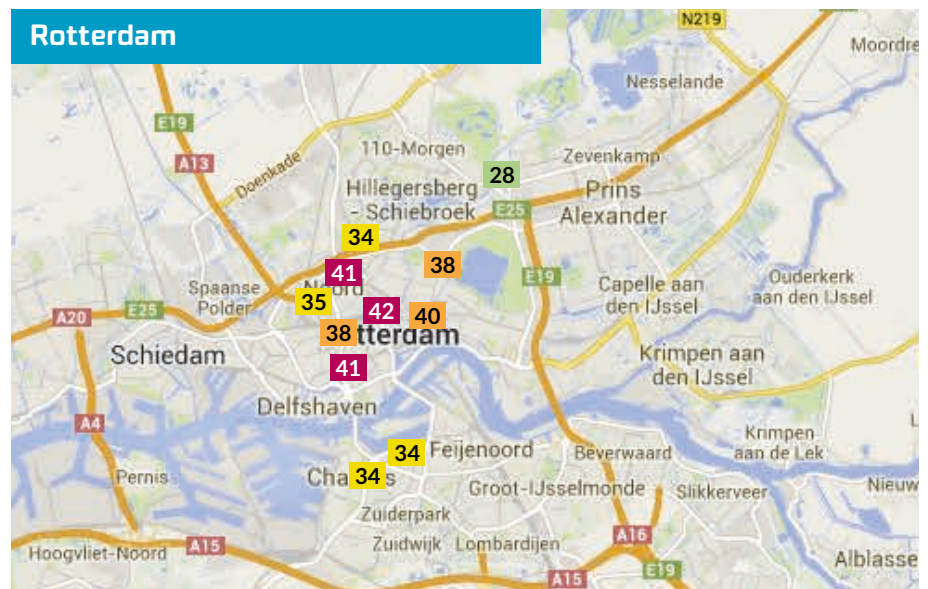 Rotterdam
N219
Moordre
Nesselande
E19
110-Morgen
Zevenkamp
A13
Doenkade
28
Hillegersberg
- Schiebroek
Prins
Alexander
E25
34
38
41
Noord
E19
Spaanse
Polder
35
Capelle aan
den IJssel
Ouderkerk
aan den IJssel
A20
E25
42
40
38
tterdam
Schiedam
41
Krimpen aan
den IJssel
Delfshaven
A4
34
Feijenoord
Beverwaard
Krimpen
aan de Lek
Pernis
Cha
34
s
Groot-IJsselmonde
Slikkerveer
Nieuw
Zuiderpark
A16
Hoogvliet-Noord
A15
Zuidwijk
Lombardijen
Alblasse
A15
E19